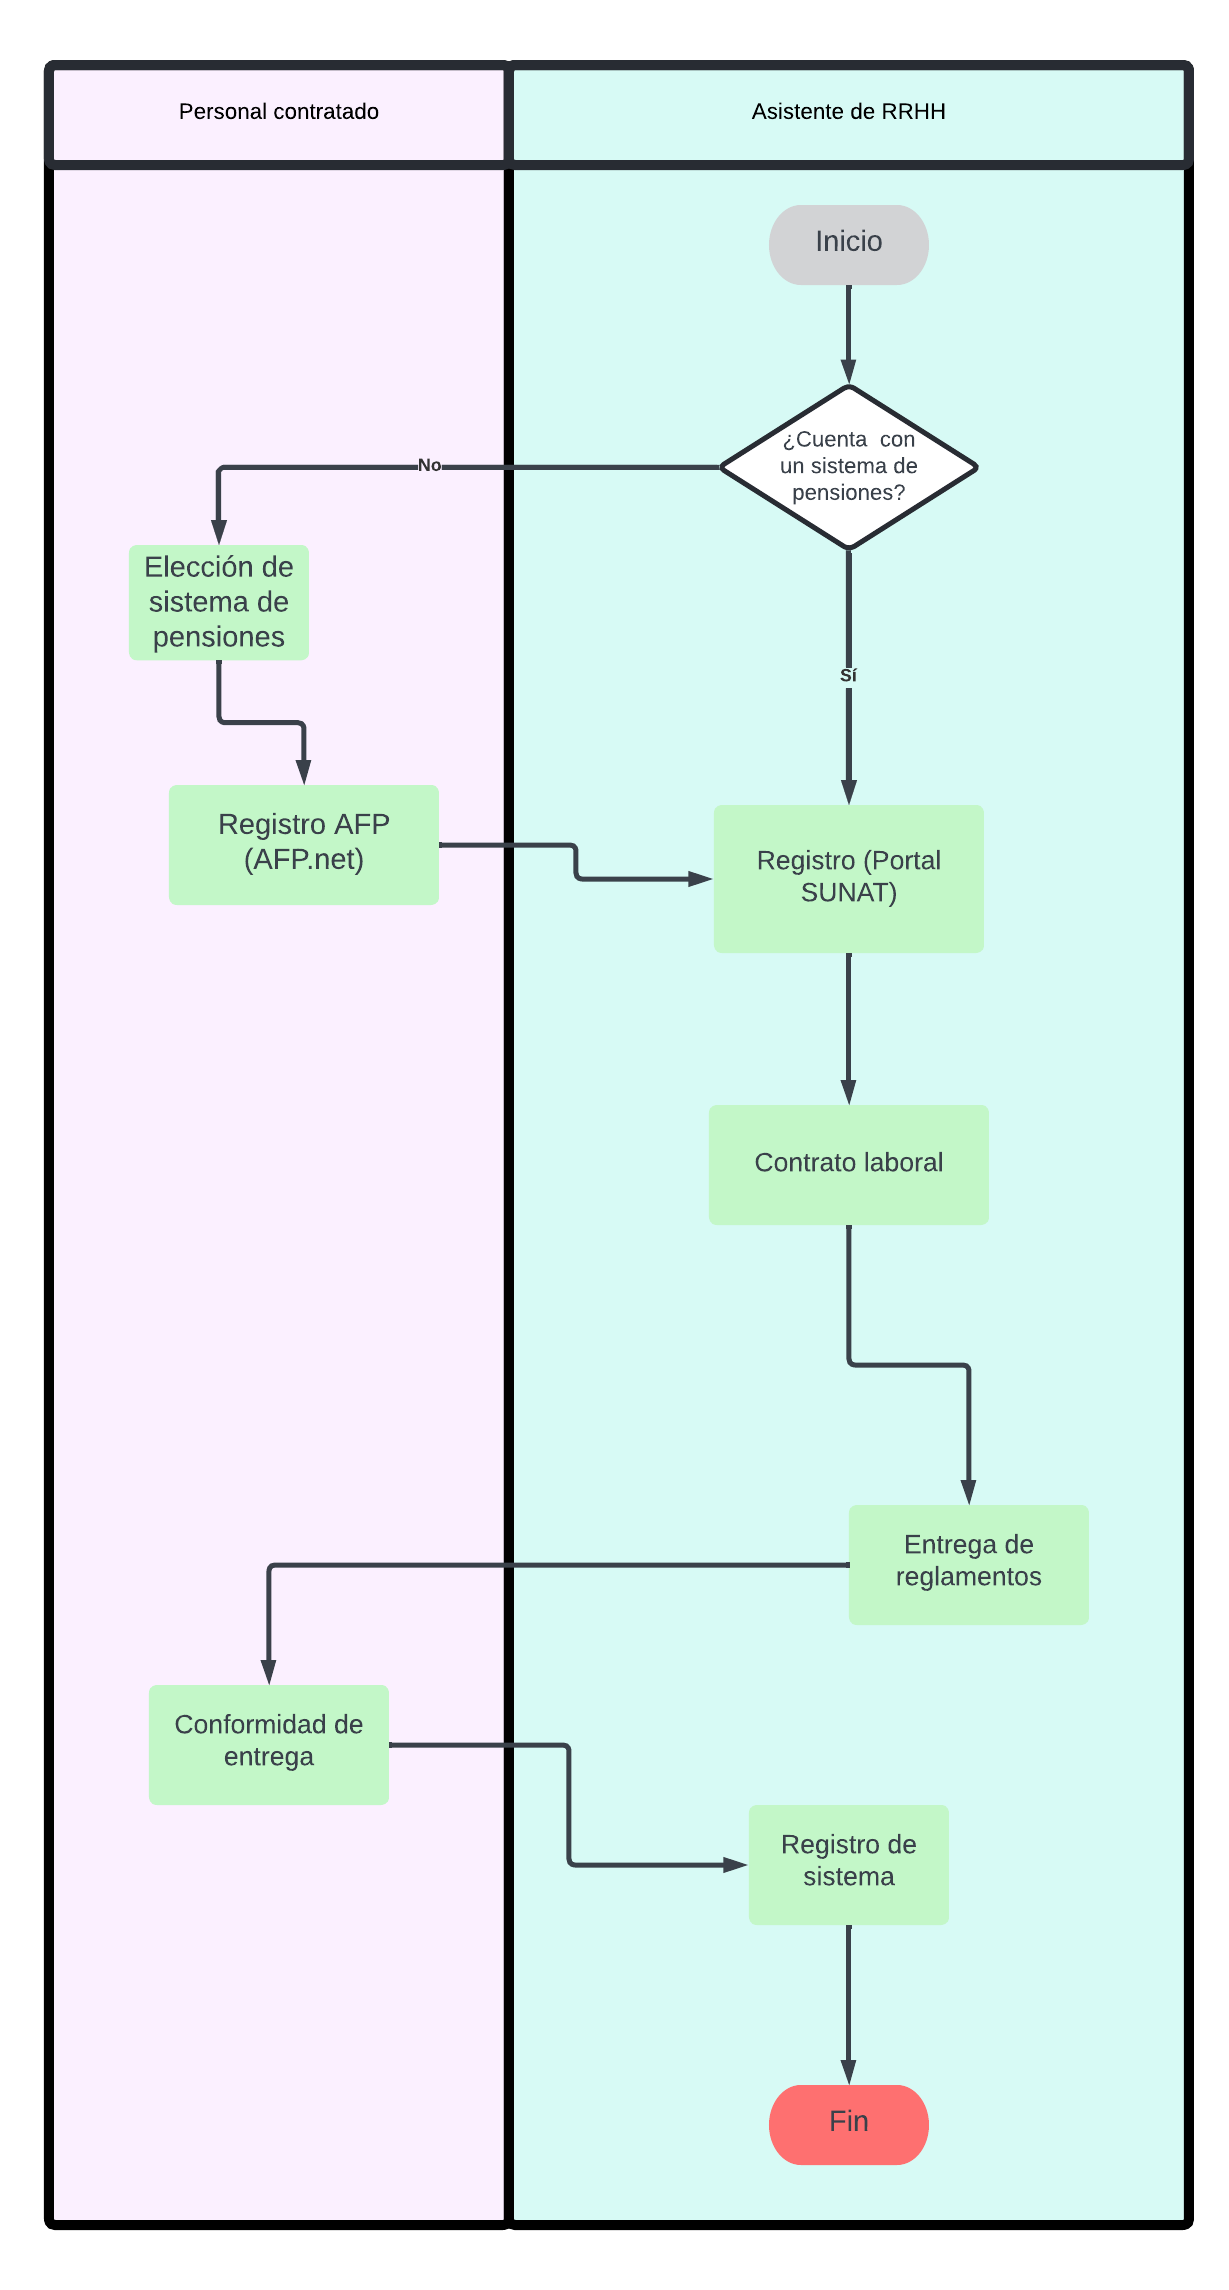 Personal contratado
Asistente de RRHH
Inicio
¿Cuenta  con
un sistema de
pensiones?
No
Elección de
sistema de
pensiones
Sí
Registro AFP
(AFP.net)
Registro (Portal
SUNAT)
Contrato laboral
Entrega de
reglamentos
Conformidad de
entrega
Registro de
sistema
Fin